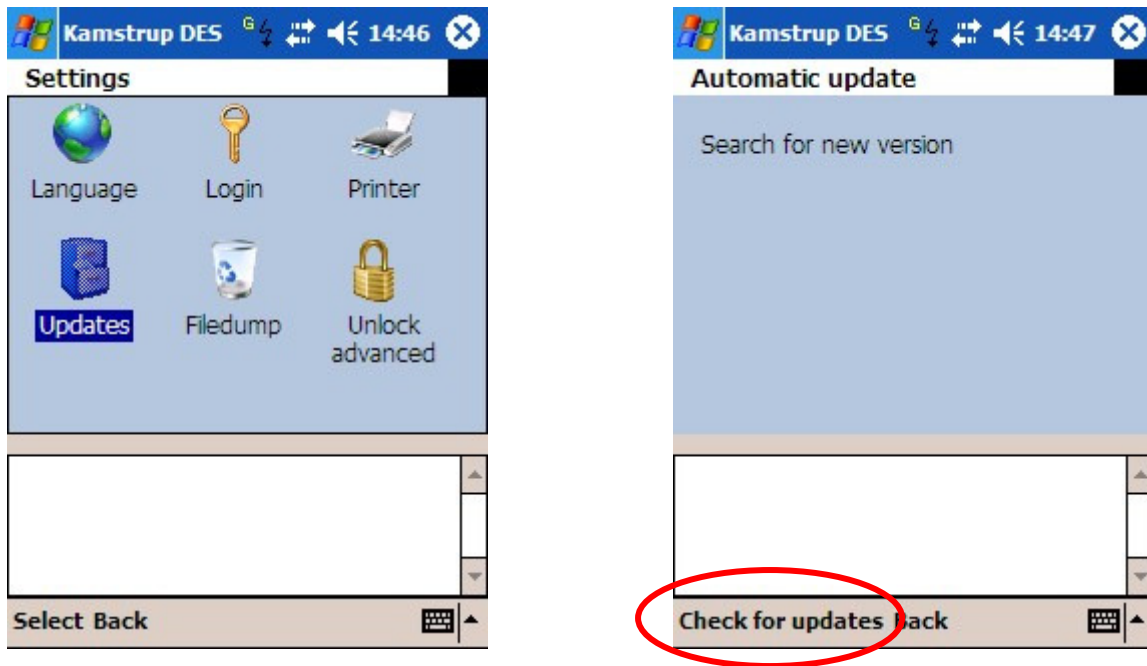 Kamstrup DES G 14:46
Settings
Language Login Printer
Updates Filedump Unlock
advanced
Select Back
Kamstrup DES G 14:47
Automatic update
Search for new version
Check for updates Back